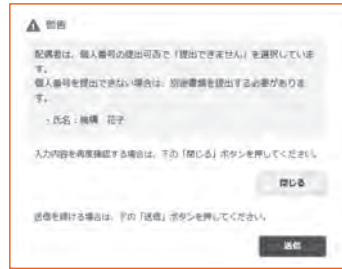 警告
配偶者は、個人番号の提出可否で「提出できません」を選択していま
す。
個人番号を提出できない場合は、別途書類を提出する必要がありま
す。
・氏名：機構 花子
入力内容を再度確認する場合は、下の「閉じる」ボタンを押してください。
閉じる
送信を続ける場合は、下の「送信」ボタンを押してください。
送信